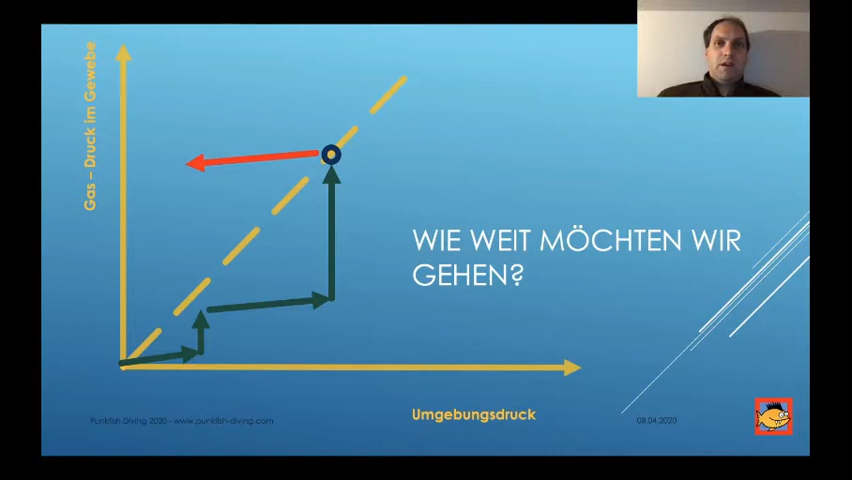 Gas – Druck im Gewebe
WIE WEIT MÖCHTEN WIR
GEHEN?
Umgebungsdruck
Punkfish Diving 2020 - www.punkfish-diving.com
08.04.2020